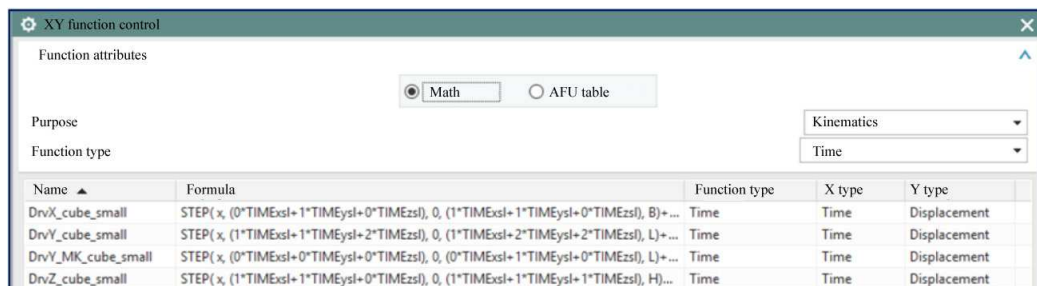 XY function control
Function attributes
Math AFU table
Purpose Kinematics
Function type Time
Name Formula Function type X type Y type
DrvX_cube_small STEP( x, (0*TIMExsl+1*TIMEysl+0*TIMEzsl), 0, (1*TIMExsl+1*TIMEysl+0*TIMEzsl), B)+... Time Time Displacement
DrvY_cube_small STEP( x, (1*TIMExsl+1*TIMEysl+2*TIMEzsl), 0, (1*TIMExsl+2*TIMEysl+2*TIMEzsl), L)+... Time Time Displacement
DrvY_MK_cube_small STEP( x, (0*TIMExsl+0*TIMEysl+0*TIMEzsl), 0, (0*TIMExsl+1*TIMEysl+0*TIMEzsl), L)+... Time Time Displacement
DrvZ_cube_small STEP( x, (1*TIMExsl+1*TIMEysl+0*TIMEzsl), 0, (1*TIMExsl+1*TIMEysl+1*TIMEzsl), H)... Time Time Displacement